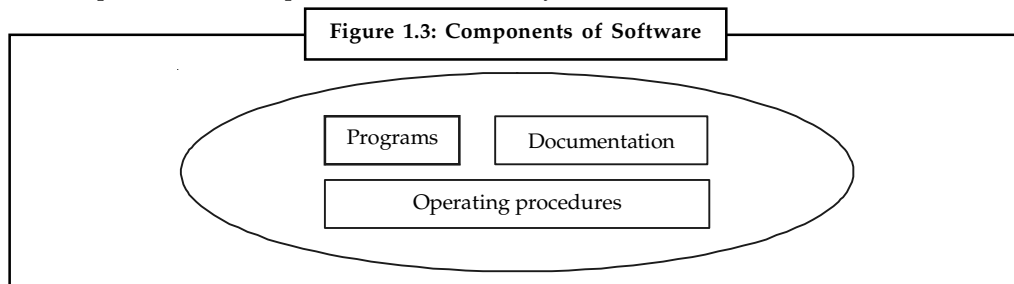 Figure 1.3: Components of Software
Programs
Documentation
Operating procedures